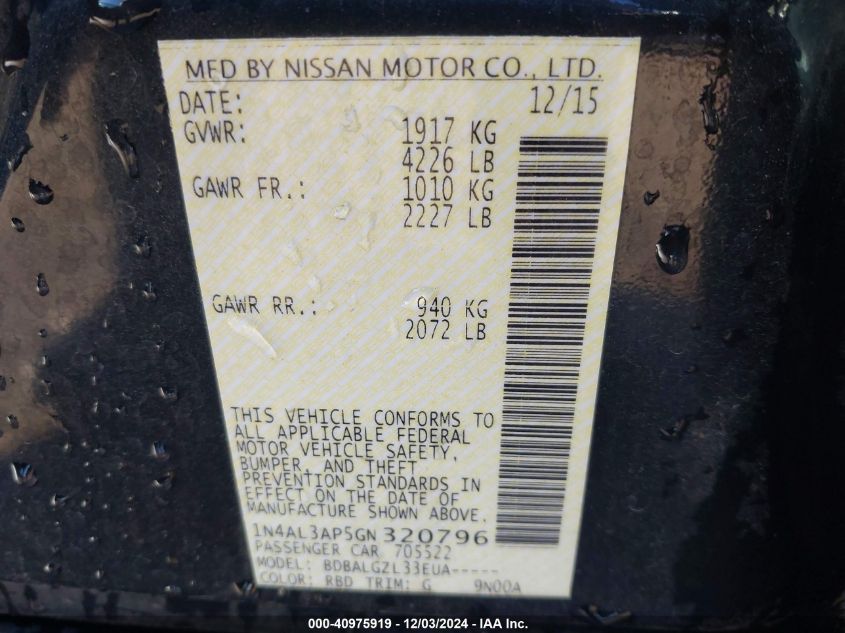 MFD BY NISSAN MOTOR CO., LTD.
DATE: 12/15
GVWR: 1917 KG
4226 LB
GAWR FR.: 1010 KG
2227 LB
GAWR RR.: 940 KG
2072 LB
THIS VEHICLE CONFORMS TO
ALL APPLICABLE FEDERAL
MOTOR VEHICLE SAFETY,
BUMPER, AND THEFT
PREVENTION STANDARDS IN
EFFECT ON THE DATE OF
MANUFACTURE SHOWN ABOVE.
1N4AL3AP5GN320796
PASSENGER CAR 705522
MODEL: BDBALGZL33EUA-----
COLOR: RBD TRIM: G 9N00A
000-40975919 - 12/03/2024 - IAA Inc.